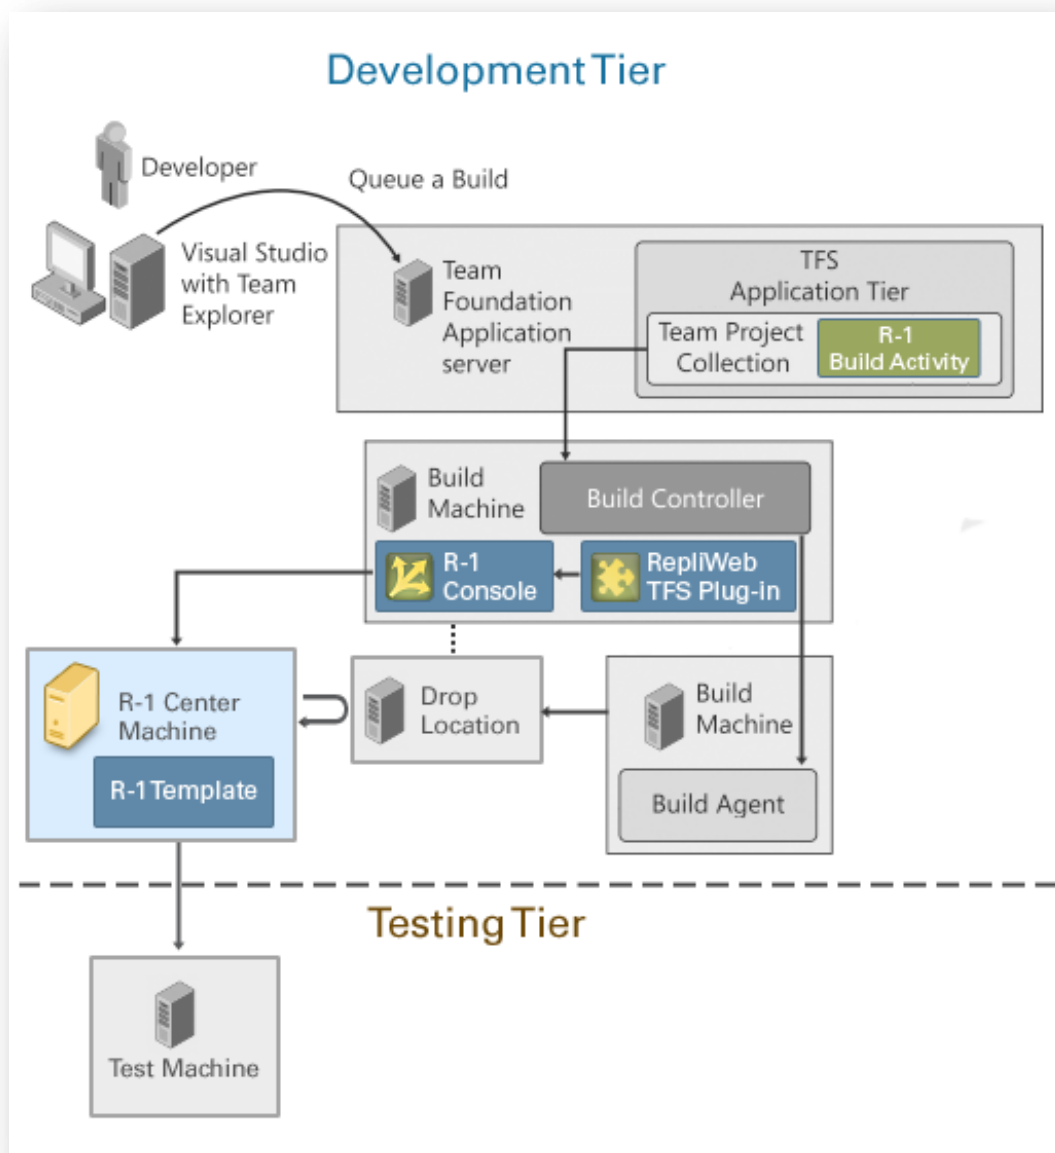 Development Tier
Developer
Queue a Build
Visual Studio
with Team
Explorer
Team
Foundation
Application
server
TFS
Application Tier
Team Project
Collection
R-1
Build Activity
Build
Machine
Build Controller
R-1
Console
RepliWeb
TFS Plug-in
R-1 Center
Machine
R-1 Template
Drop
Location
Build
Machine
Build Agent
Testing Tier
Test Machine